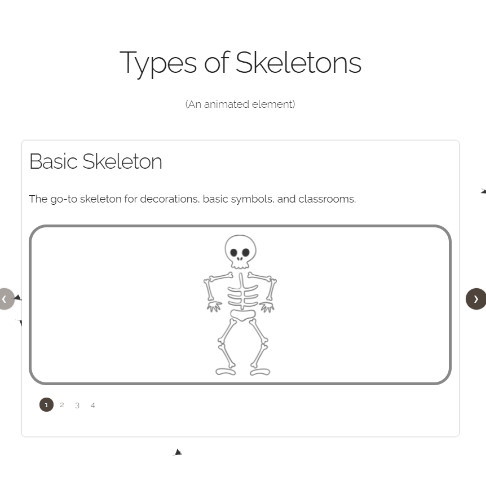 Types of Skeletons
(An animated element)
Basic Skeleton
The go-to skeleton for decorations, basic symbols, and classrooms.
1 2 3 4